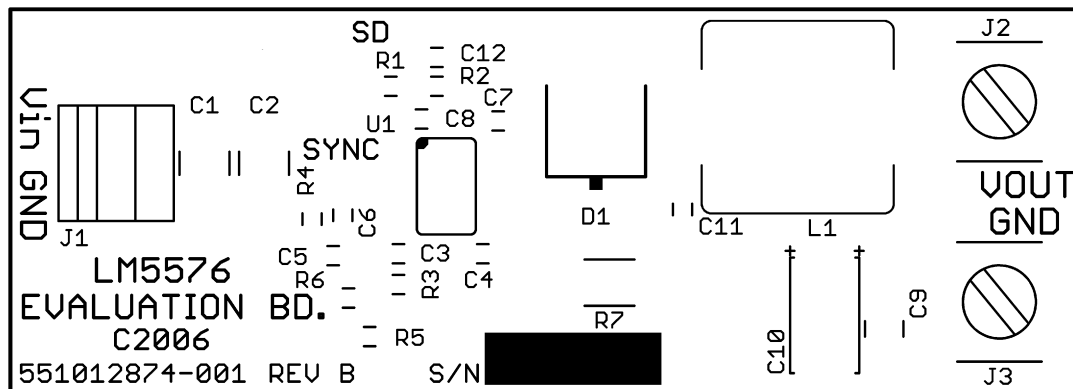 SD
J2
R1
C12
R2
C7
C1
C2
Vin GND
U1
C8
SYNC
R4
VOUT
GND
C6
D1
C11
L1
J1
C5
C3
C4
LM5576
R6
R3
EVALUATION BD.
C9
R7
C2006
R5
C10
551012874-001 REV B
S/N
J3